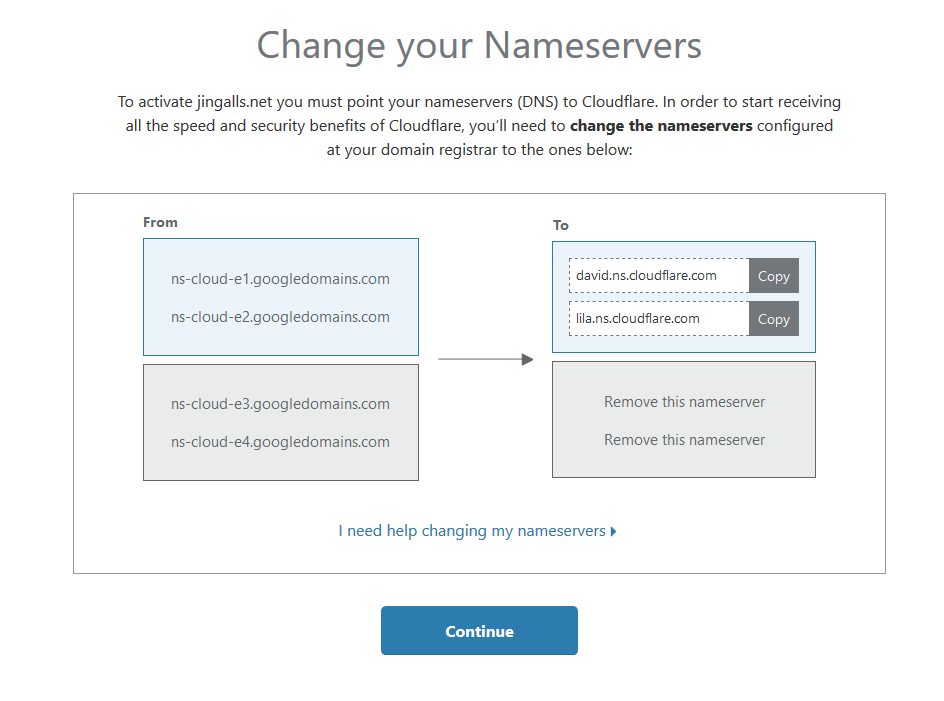 Change your Nameservers
To activate jingalls.net you must point your nameservers (DNS) to Cloudflare. In order to start receiving
all the speed and security benefits of Cloudflare, you’ll need to change the nameservers configured
at your domain registrar to the ones below:
From
ns-cloud-e1.googledomains.com
ns-cloud-e2.googledomains.com
ns-cloud-e3.googledomains.com
ns-cloud-e4.googledomains.com
To
david.ns.cloudflare.com Copy
lila.ns.cloudflare.com Copy
Remove this nameserver
Remove this nameserver
I need help changing my nameservers
Continue